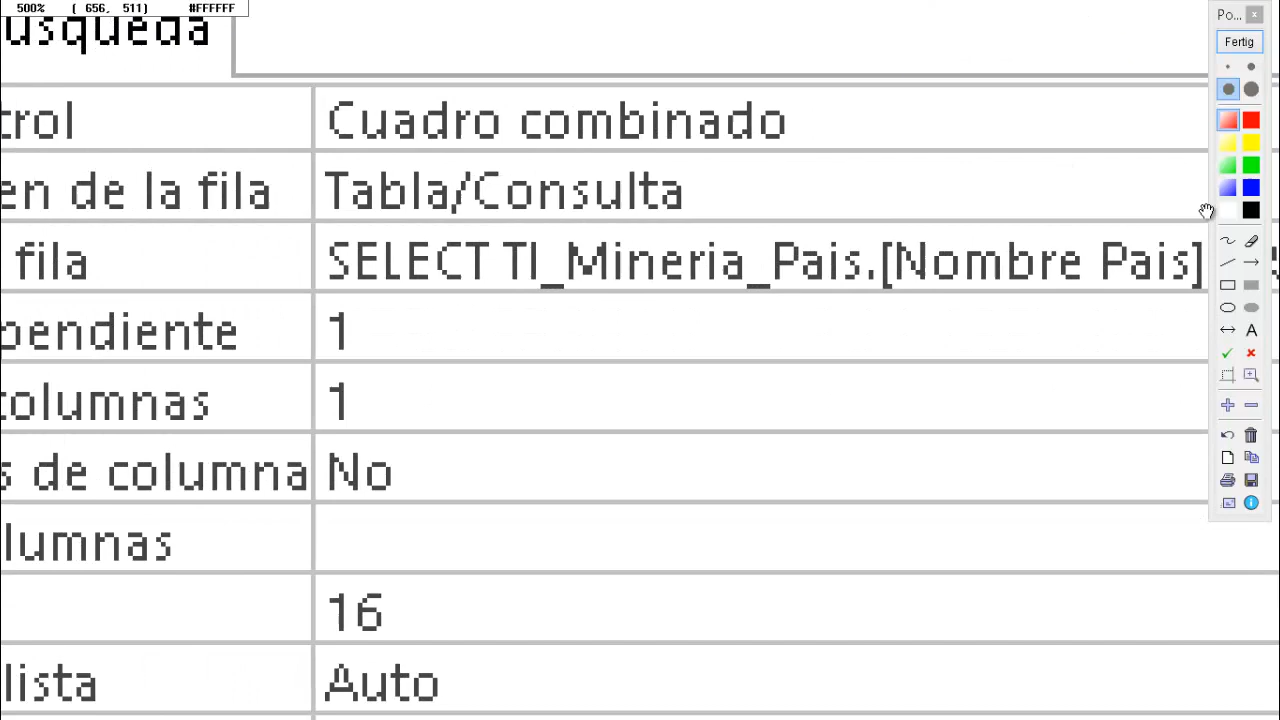 500% ( 656, 511) #FFFFFF
úsqueda
Po...
Fertig
trol Cuadro combinado
en de la fila Tabla/Consulta
fila SELECT TI_Mineria_Pais.[Nombre Pais]
pendiente 1
columnas 1
s de columna No
lumnas
16
lista Auto
A